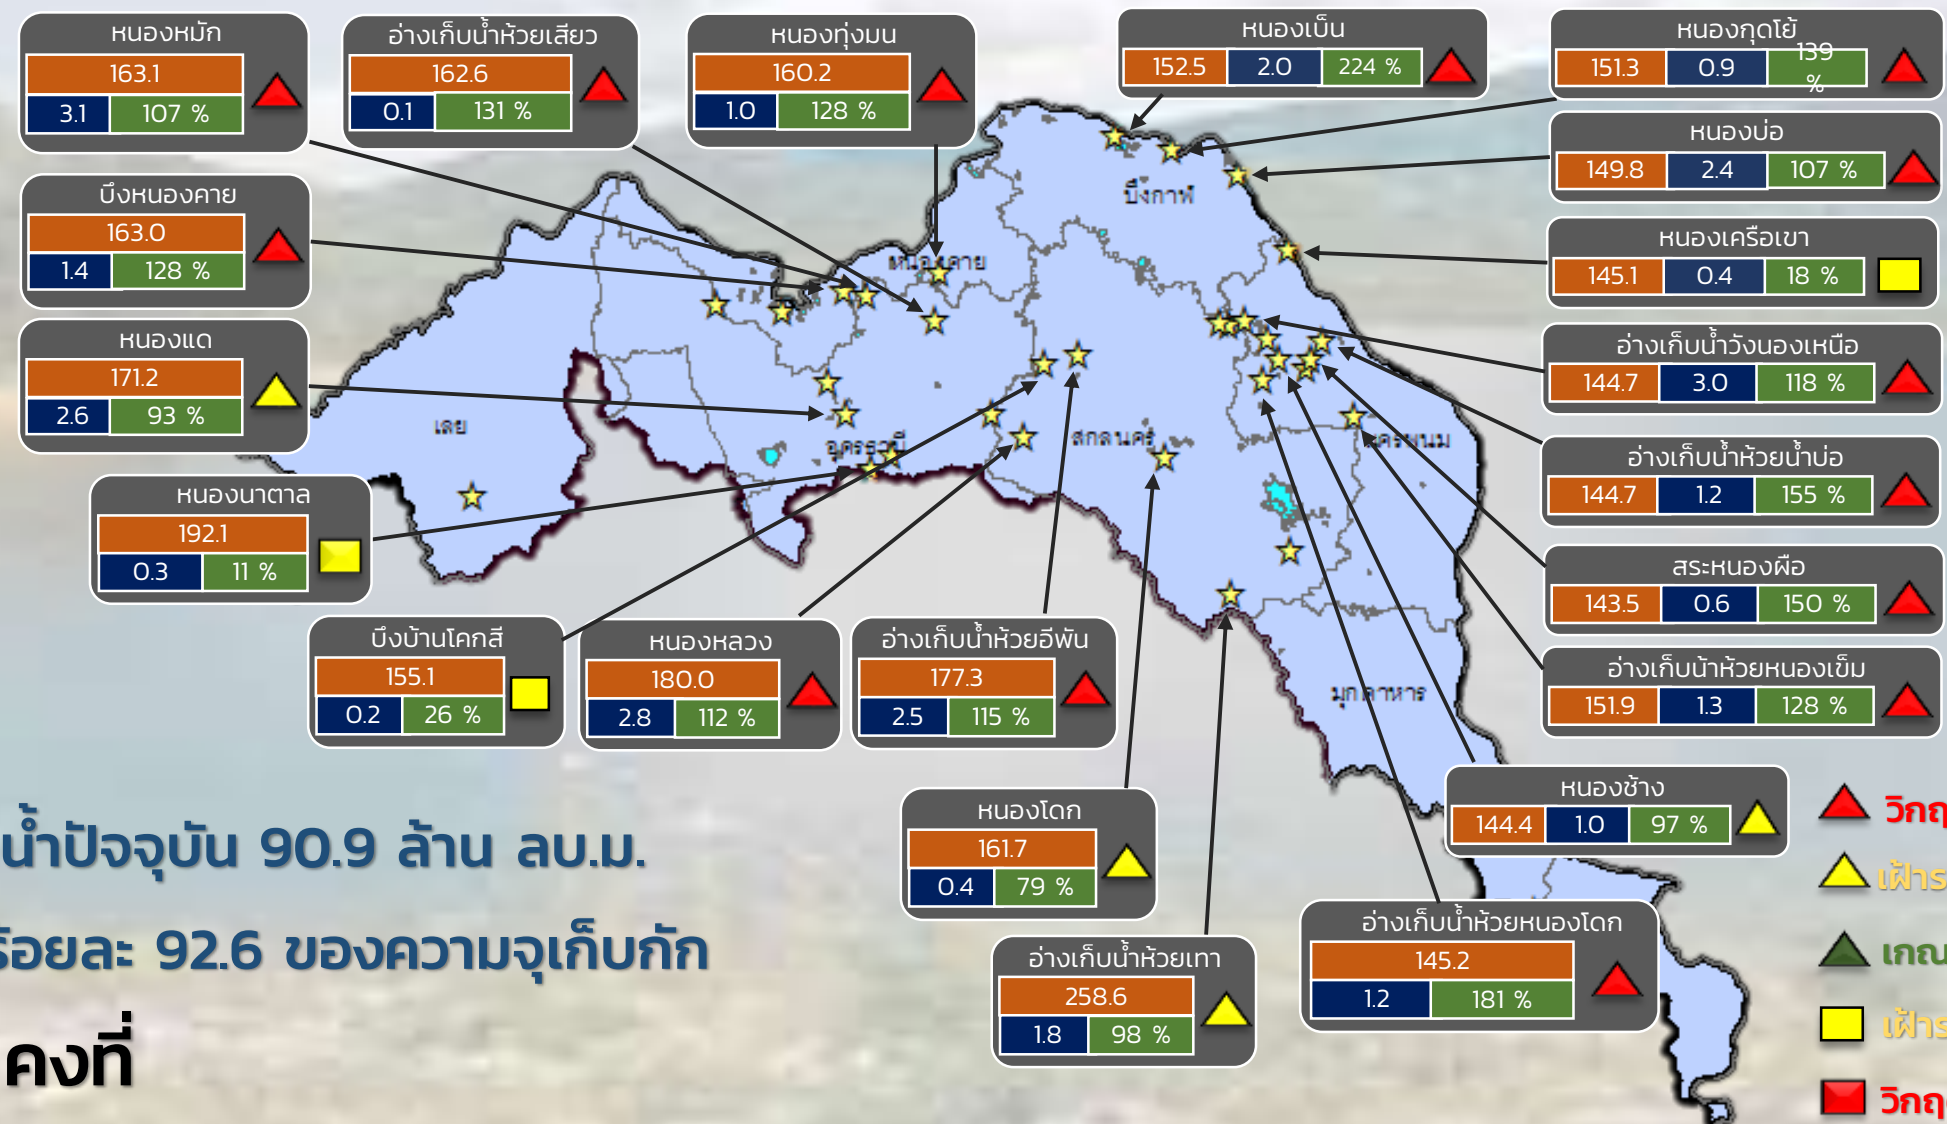 หนองหมัก
163.1
3.1 107 %
อ่างเก็บน้ำห้วยเสียว
162.6
0.1 131 %
หนองทุ่งมน
160.2
1.0 128 %
หนองเบ็น
152.5 2.0 224 %
หนองกุดโย้
151.3 0.9 139 %
หนองบ่อ
149.8 2.4 107 %
บึงหนองคาย
163.0
1.4 128 %
หนองเครือเขา
145.1 0.4 18 %
หนองแด
171.2
2.6 93 %
อ่างเก็บน้ำวังนองเหนือ
144.7 3.0 118 %
อ่างเก็บน้ำห้วยน้ำบ่อ
144.7 1.2 155 %
หนองนาตาล
192.1
0.3 11 %
สระหนองผือ
143.5 0.6 150 %
บึงบ้านโคกสี
155.1
0.2 26 %
หนองหลวง
180.0
2.8 112 %
อ่างเก็บน้ำห้วยอีพัน
177.3
2.5 115 %
อ่างเก็บน้ำห้วยหนองเข็ม
151.9 1.3 128 %
หนองโดก
161.7
0.4 79 %
หนองช้าง
144.4 1.0 97 %
อ่างเก็บน้ำห้วยเทา
258.6
1.8 98 %
อ่างเก็บน้ำห้วยหนองโดก
145.2
1.2 181 %
บึงกาฬ
เลย
สกลนคร
มุกดาหาร
น้ำปัจจุบัน 90.9 ล้าน ลบ.ม.
ร้อยละ 92.6 ของความจุเก็บกัก
คงที่